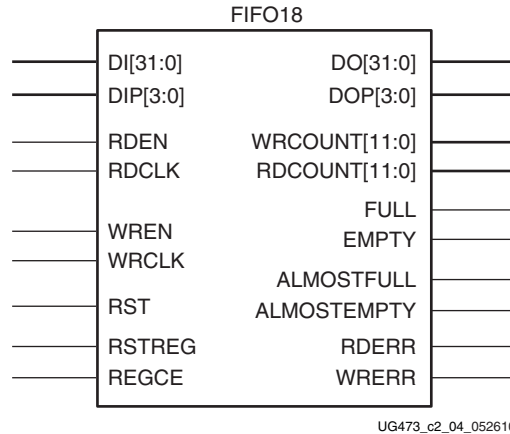 FIFO18
DI[31:0]
DIP[3:0]
RDEN
RDCLK
WREN
WRCLK
RST
RSTREG
REGCE
DO[31:0]
DOP[3:0]
WRCOUNT[11:0]
RDCOUNT[11:0]
FULL
EMPTY
ALMOSTFULL
ALMOSTEMPTY
RDERR
WRERR
UG473_c2_04_052610